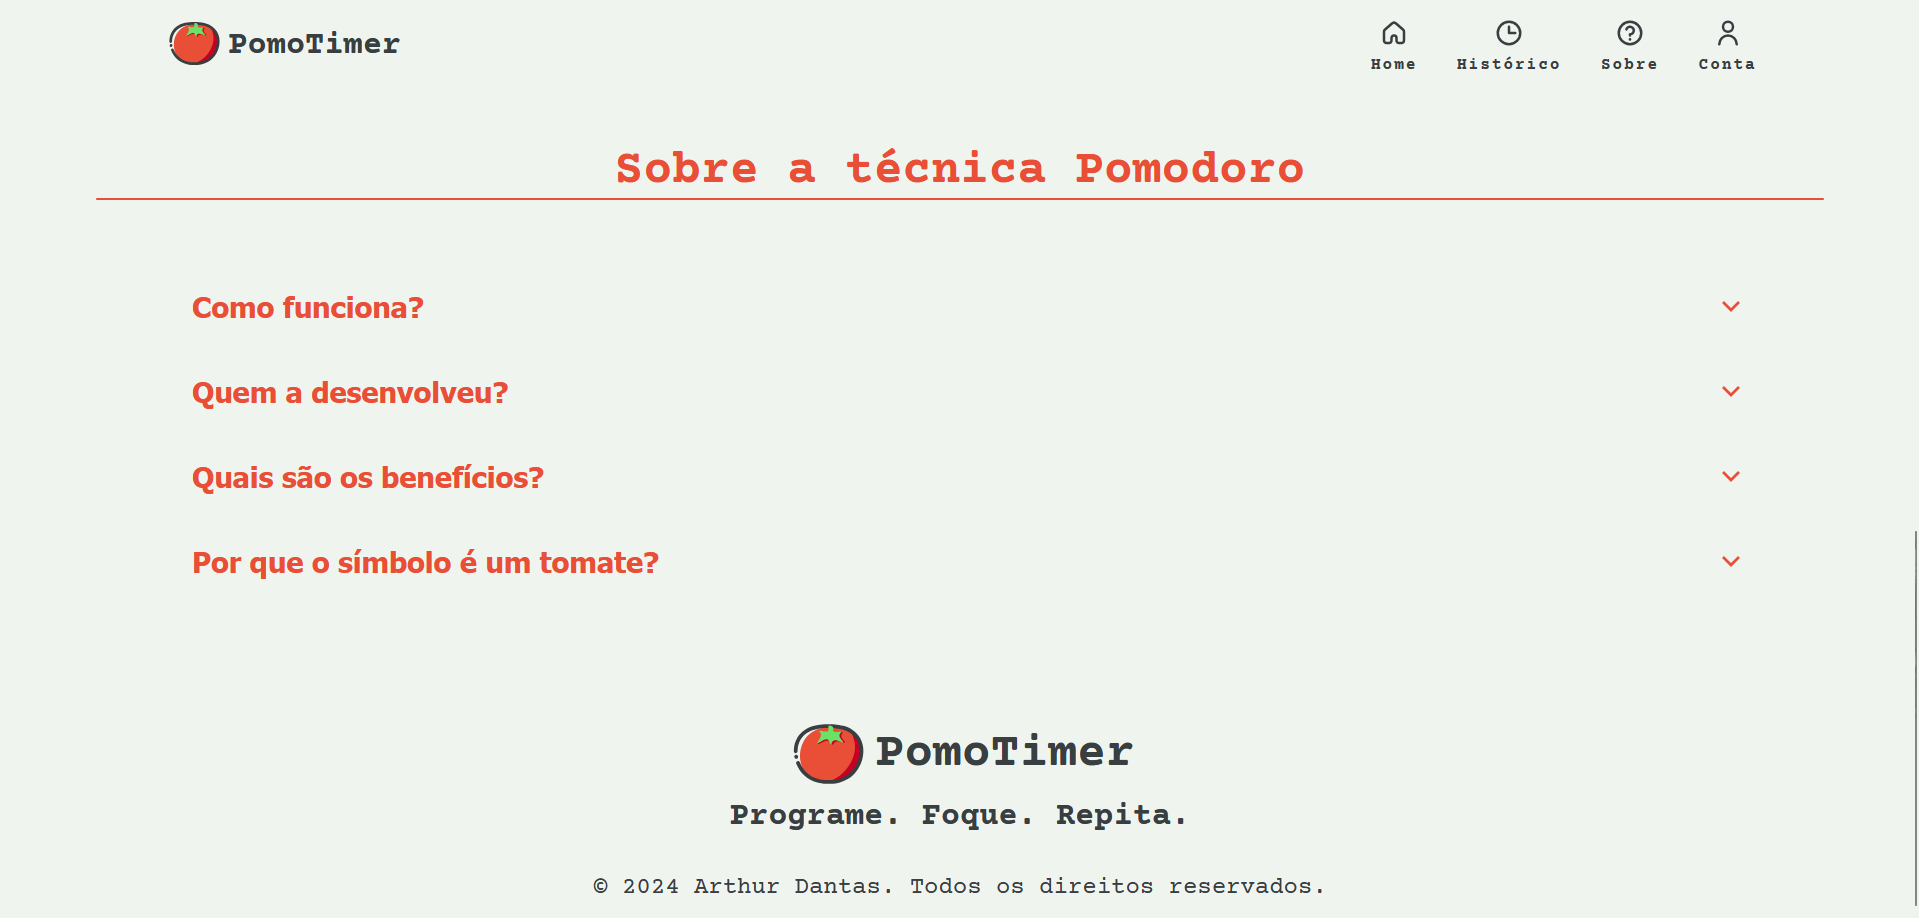 PomoTimer
Home Histórico Sobre Conta
Sobre a técnica Pomodoro
Como funciona?
Quem a desenvolveu?
Quais são os benefícios?
Por que o símbolo é um tomate?
PomoTimer
Programe. Foque. Repita.
© 2024 Arthur Dantas. Todos os direitos reservados.